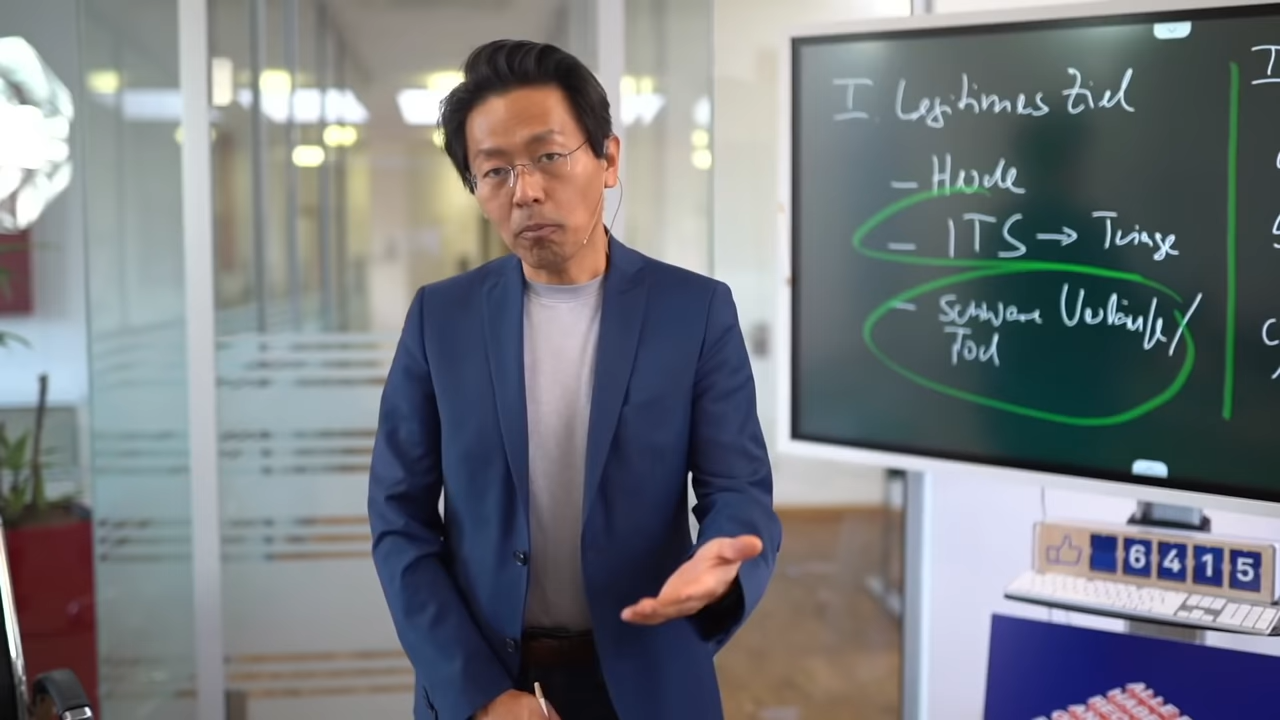 I. Legitimes Ziel
– Herde
– ITS → Triage
– schwere Verläufe/
Tod
6415